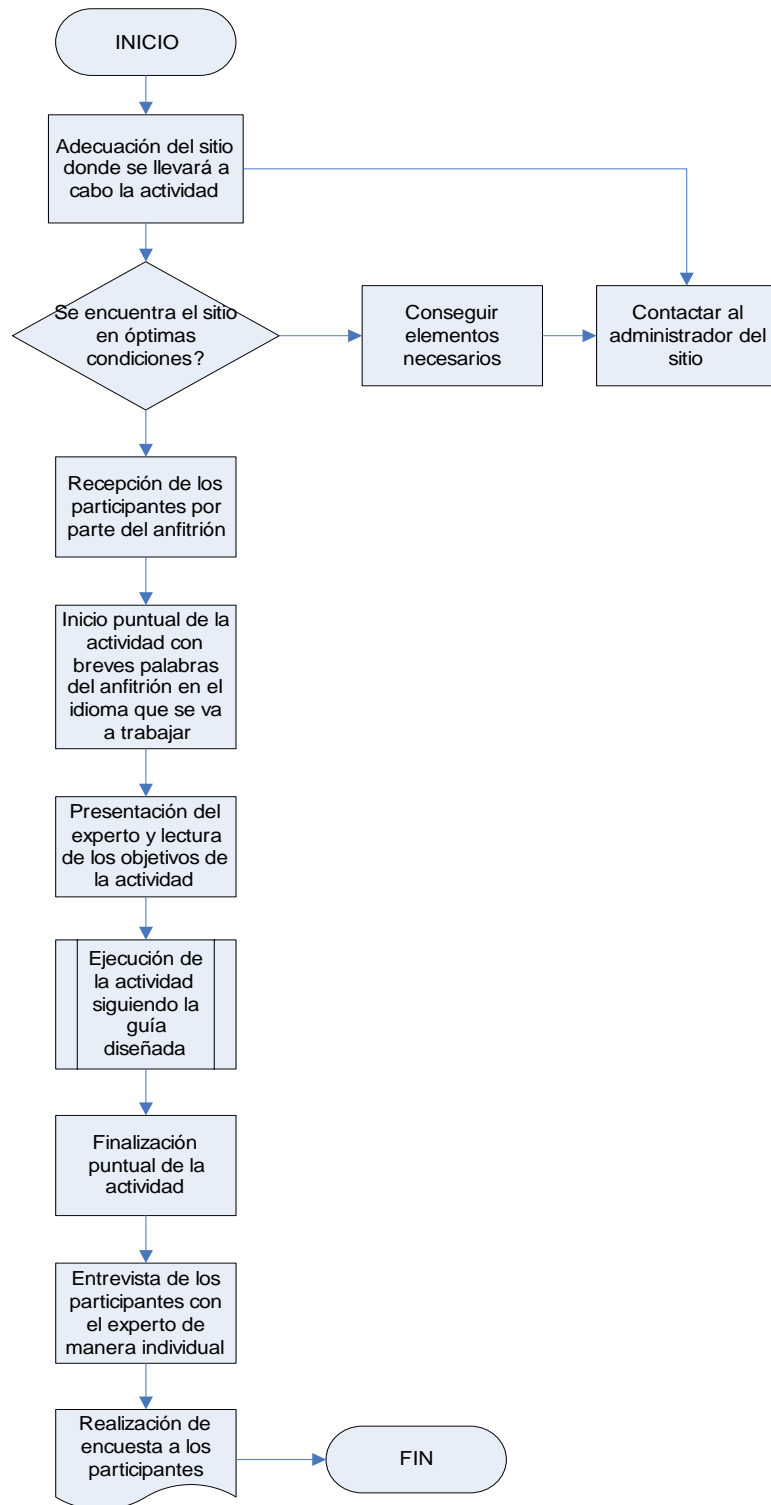 INICIO
Adecuación del sitio
donde se llevará a
cabo la actividad
Se encuentra el sitio
en óptimas
condiciones?
Conseguir
elementos
necesarios
Contactar al
administrador del
sitio
Recepción de los
participantes por
parte del anfitrión
Inicio puntual de la
actividad con
breves palabras
del anfitrión en el
idioma que se va
a trabajar
Presentación del
experto y lectura
de los objetivos de
la actividad
Ejecución de
la actividad
siguiendo la
guía
diseñada
Finalización
puntual de la
actividad
Entrevista de los
participantes con
el experto de
manera individual
Realización de
encuesta a los
participantes
FIN